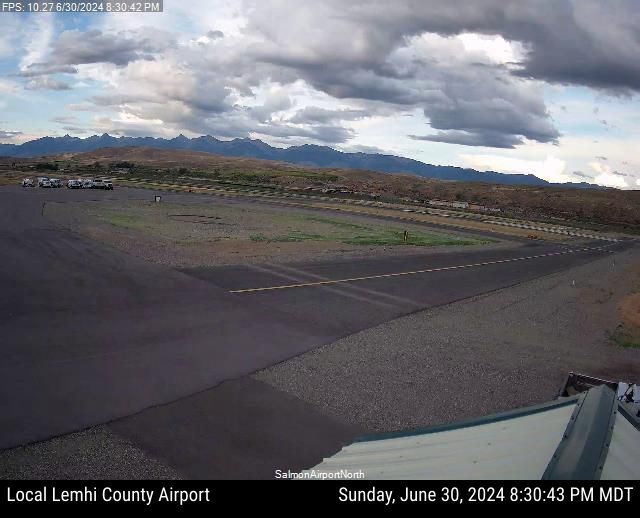 FPS: 10.27 6/30/2024 8:30:42 PM
SalmonAirportNorth
Local Lemhi County Airport
Sunday, June 30, 2024 8:30:43 PM MDT